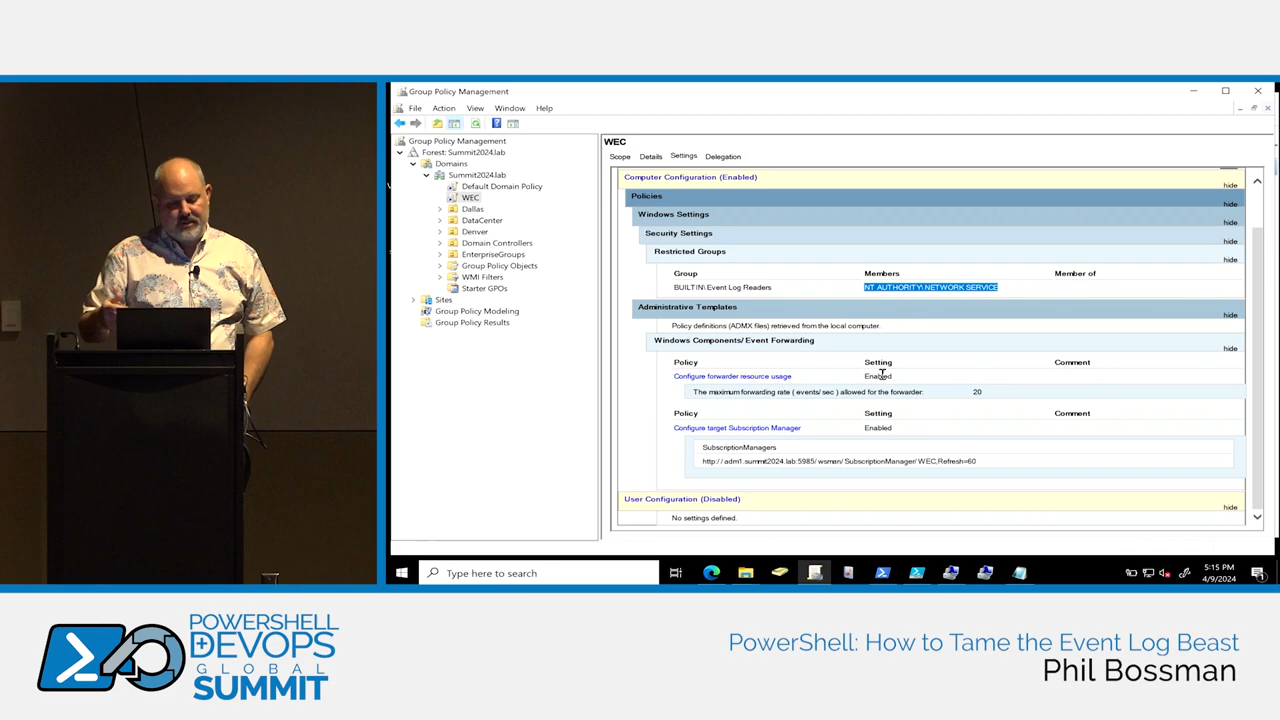 Group Policy Management
File Action View Window Help
Group Policy Management
Forest: Summit2024.lab
Domains
Summit2024.lab
Default Domain Policy
WEC
Dallas
DataCenter
Denver
Domain Controllers
EnterpriseGroups
Group Policy Objects
WMI Filters
Starter GPOs
Sites
Group Policy Modeling
Group Policy Results
WEC
Scope Details Settings Delegation
Computer Configuration (Enabled)
hide
Policies
hide
Windows Settings
hide
Security Settings
hide
Restricted Groups
hide
Group Members Member of
BUILTIN\Event Log Readers NT AUTHORITY\NETWORK SERVICE
Administrative Templates
hide
Policy definitions (ADMX files) retrieved from the local computer.
Windows Components/Event Forwarding
hide
Policy Setting Comment
Configure forwarder resource usage Enabled
The maximum forwarding rate ( events/sec ) allowed for the forwarder: 20
Policy Setting Comment
Configure target Subscription Manager Enabled
SubscriptionManagers
http://adm1.summit2024.lab:5985/wsman/SubscriptionManager/WEC,Refresh=60
User Configuration (Disabled)
hide
No settings defined.
Type here to search
5:15 PM
4/9/2024
POWERSHELL
+DEVOPS
GLOBAL
SUMMIT
PowerShell: How to Tame the Event Log Beast
Phil Bossman